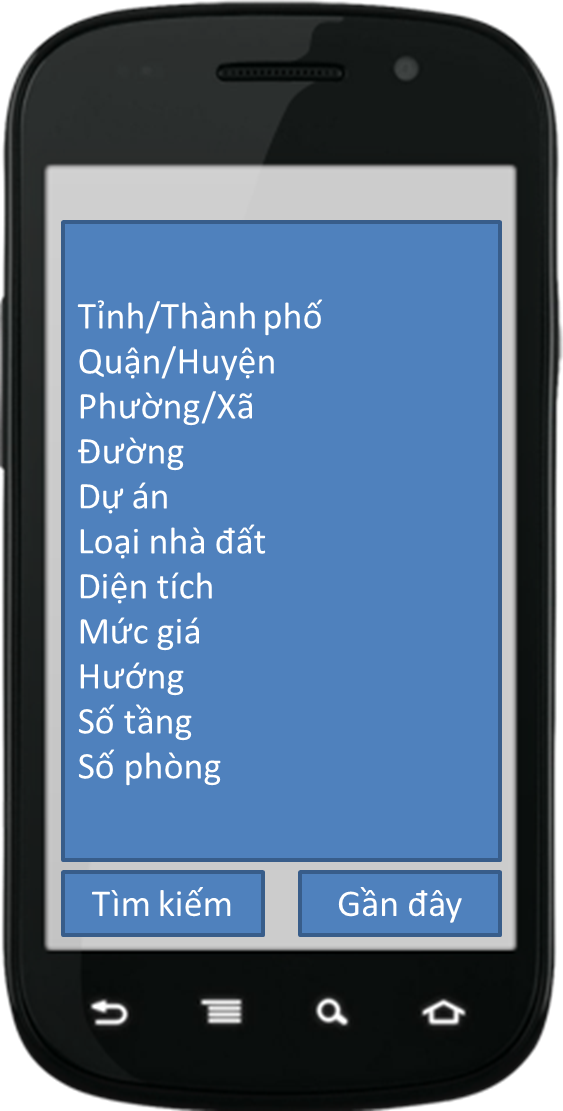 Tỉnh/Thành phố
Quận/Huyện
Phường/Xã
Đường
Dự án
Loại nhà đất
Diện tích
Mức giá
Hướng
Số tầng
Số phòng
Tìm kiếm
Gần đây